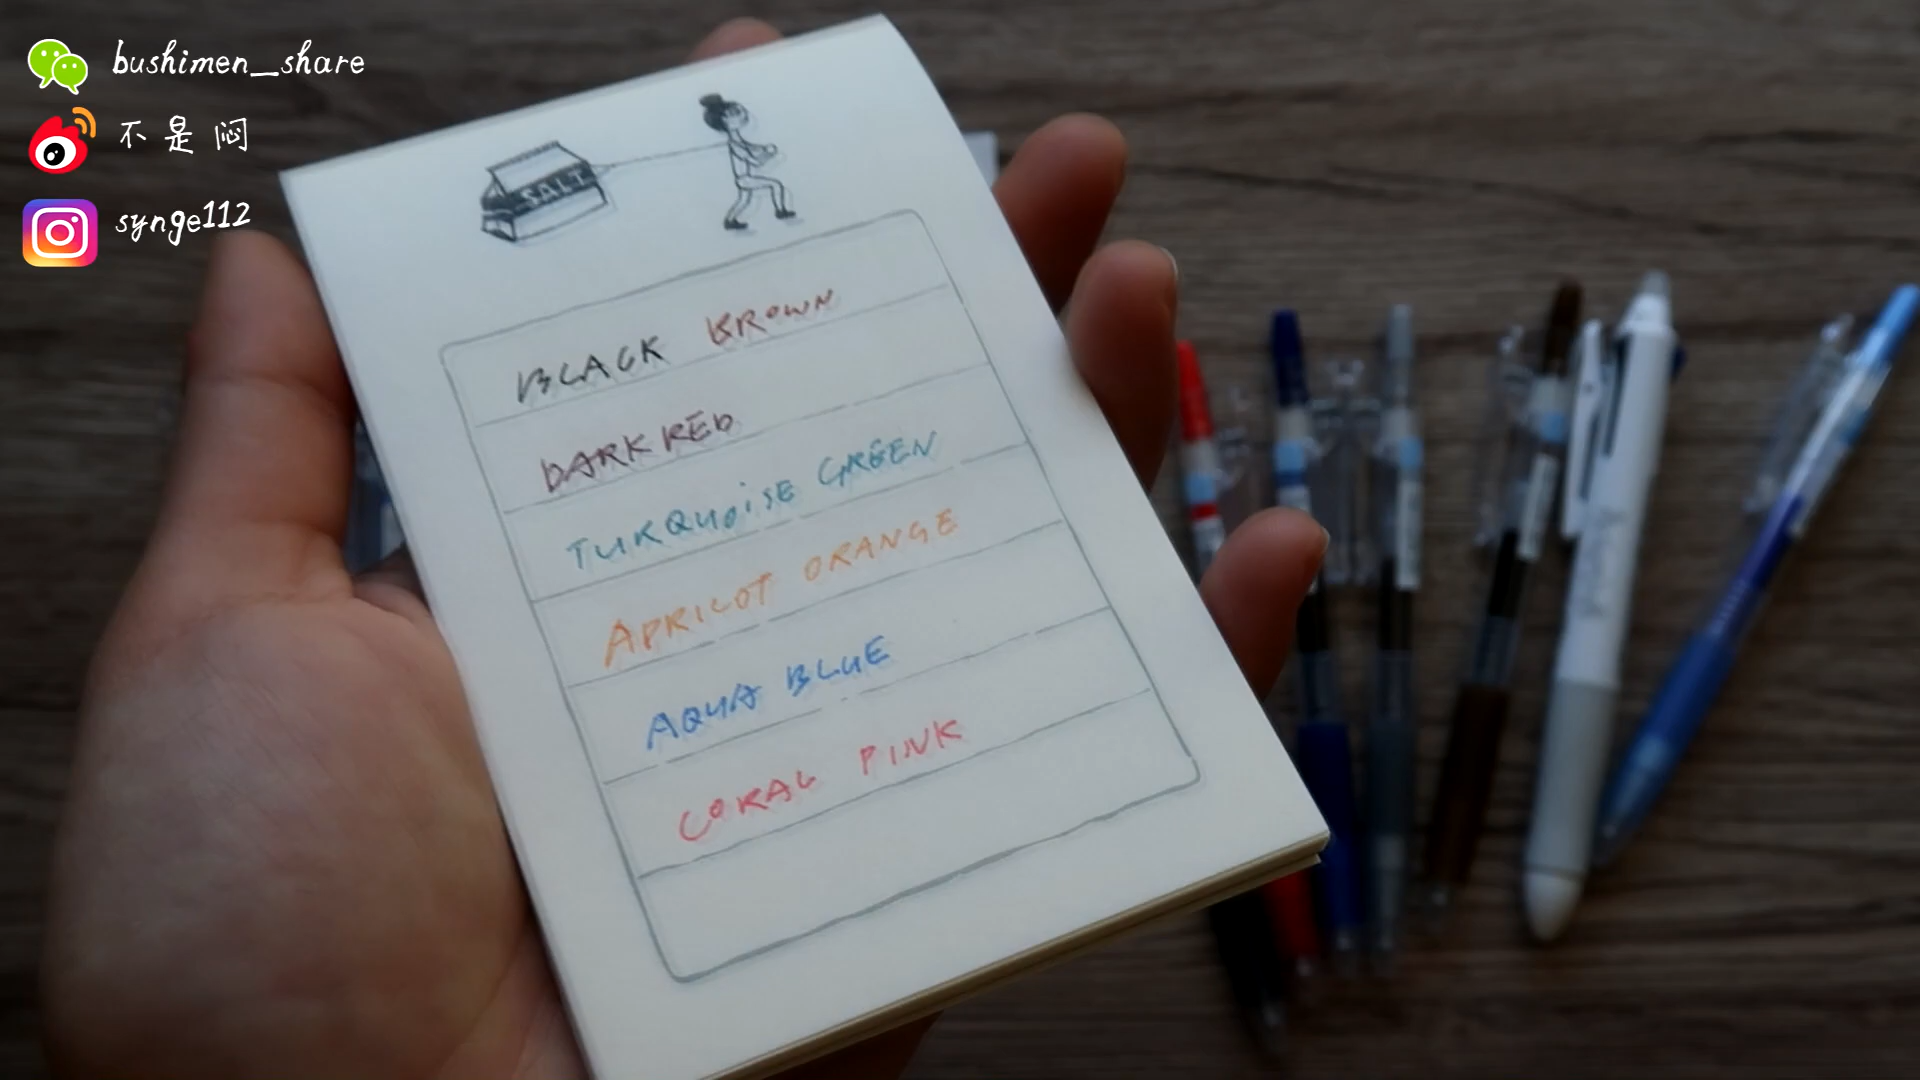 bushimen_share
不是闷
synge112
SALT
BLACK BROWN
DARK RED
TURQUOISE GREEN
APRICOT ORANGE
AQUA BLUE
CORAL PINK